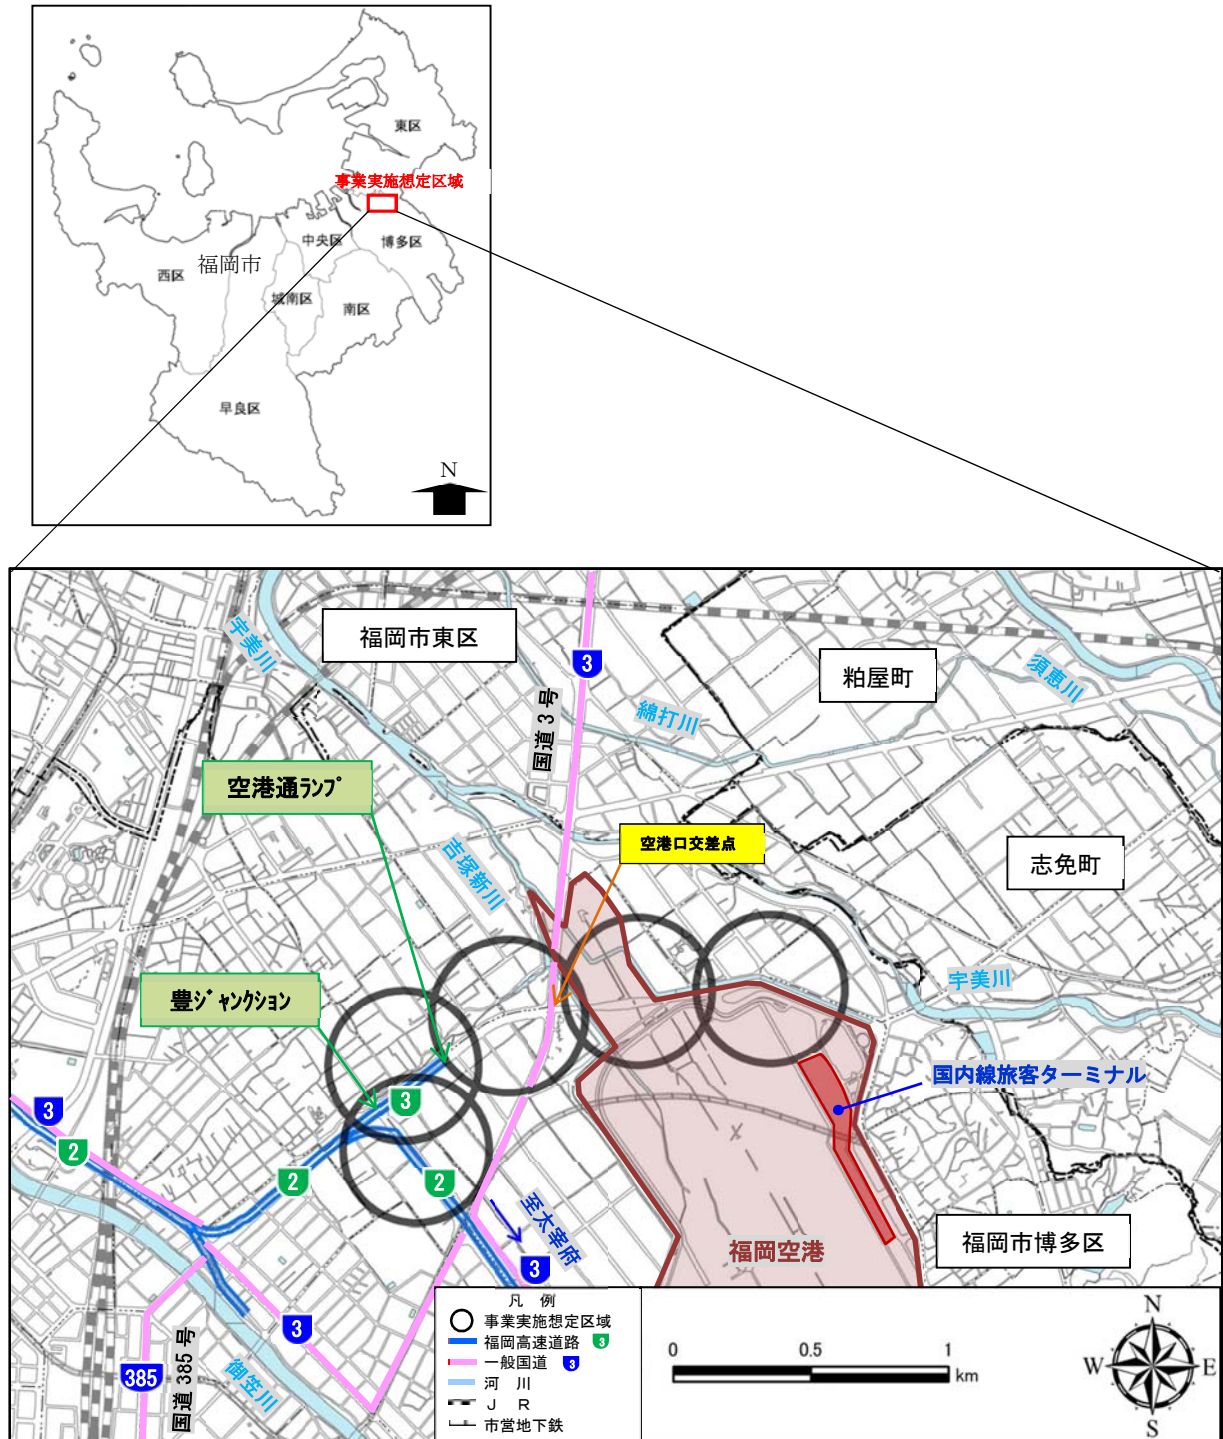 東区
事業実施想定区域
中央区
博多区
西区
福岡市
城南区
南区
早良区
N
福岡市東区
宇美川
3
粕屋町
須恵川
国道3号
綿打川
空港通ランプ
空港口交差点
吉塚新川
志免町
豊ジャンクション
宇美川
国内線旅客ターミナル
3
3
2
2
2
至太宰府
福岡空港
福岡市博多区
3
3
385
国道385号
御笠川
凡 例
事業実施想定区域
福岡高速道路 3
一般国道 3
河 川
J R
市営地下鉄
0 0.5 1
km
N
W E
S